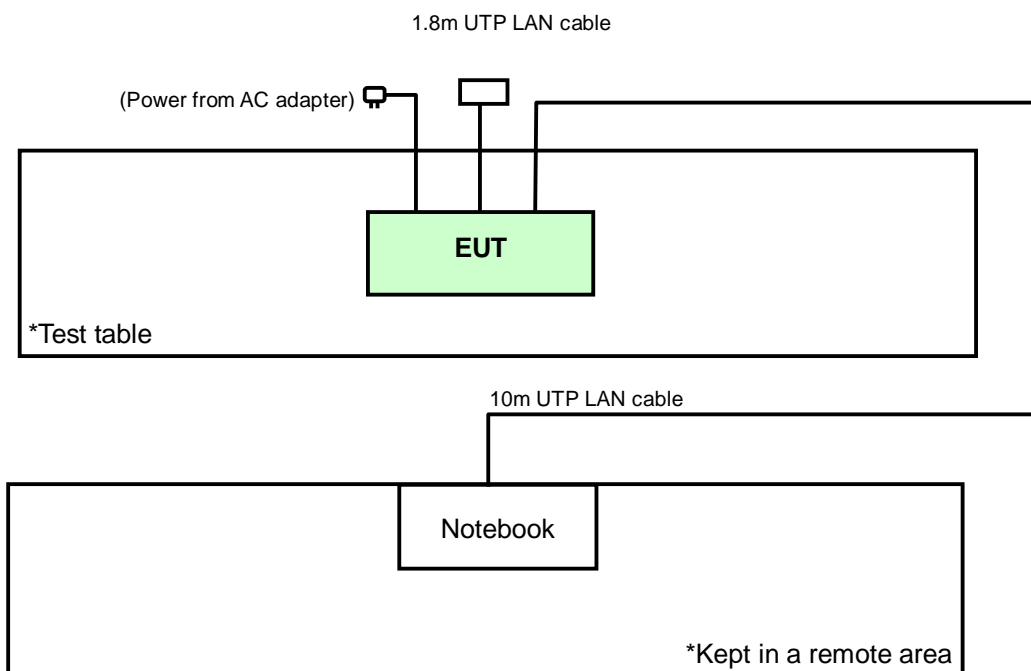 1.8m UTP LAN cable
(Power from AC adapter)
EUT
*Test table
10m UTP LAN cable
Notebook
*Kept in a remote area